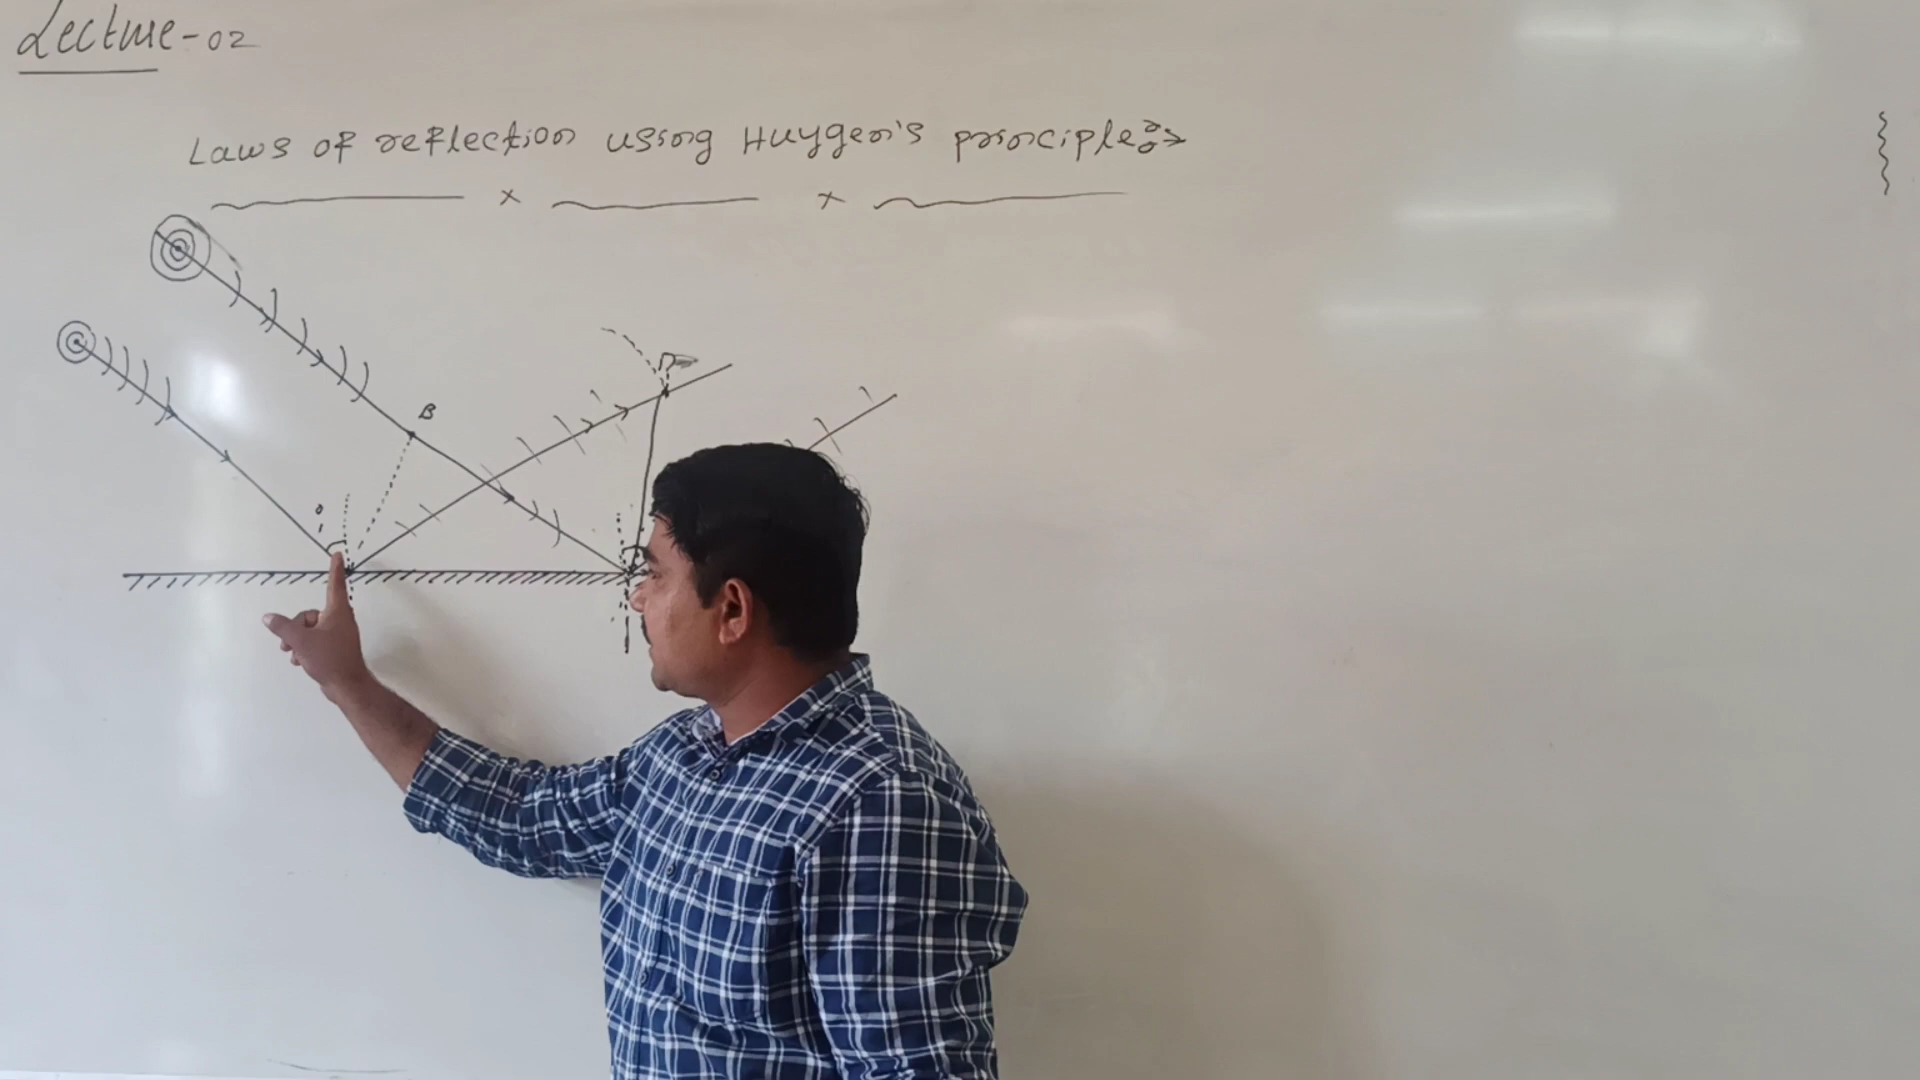 Lecture-02
Laws of reflection using Huygen's principle:→
B
i
D